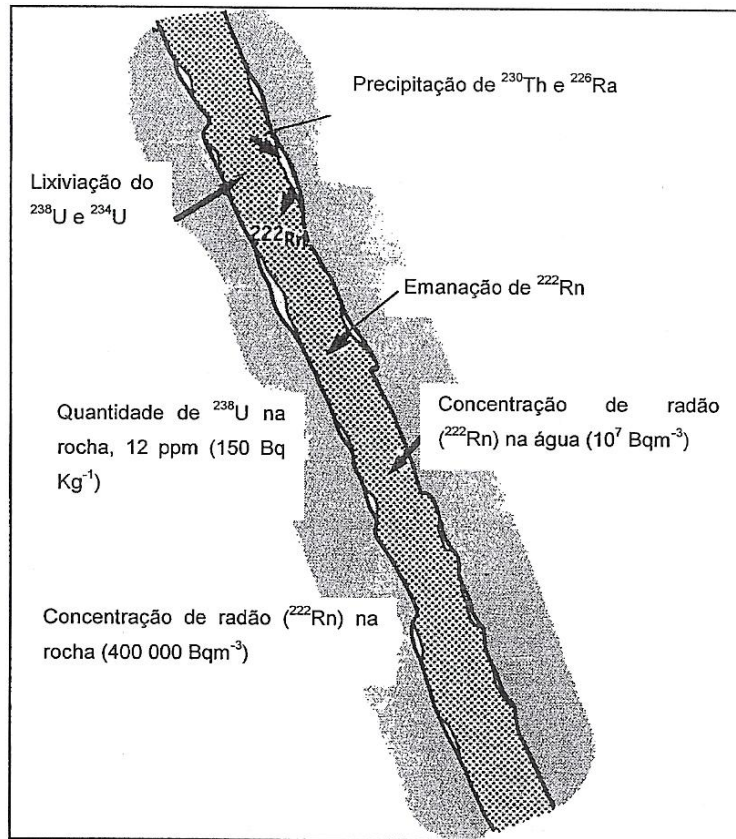 Precipitação de ²³⁰Th e ²²⁶Ra
Lixiviação do
²³⁸U e ²³⁴U
²²²Rn
Emanação de ²²²Rn
Quantidade de ²³⁸U na
rocha, 12 ppm (150 Bq
Kg⁻¹)
Concentração de radão
(²²²Rn) na água (10⁷ Bqm⁻³)
Concentração de radão (²²²Rn) na
rocha (400 000 Bqm⁻³)